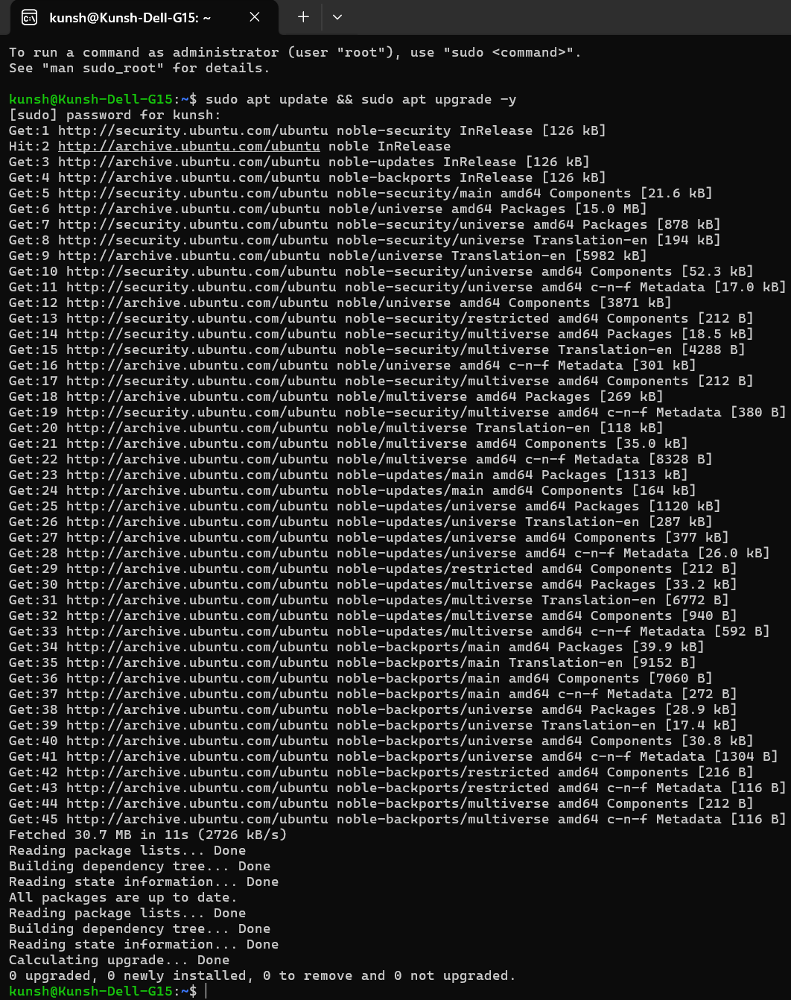 kunsh@Kunsh-Dell-G15: ~
To run a command as administrator (user "root"), use "sudo <command>".
See "man sudo_root" for details.
kunsh@Kunsh-Dell-G15:~$ sudo apt update && sudo apt upgrade -y
[sudo] password for kunsh:
Get:1 http://security.ubuntu.com/ubuntu noble-security InRelease [126 kB]
Hit:2 http://archive.ubuntu.com/ubuntu noble InRelease
Get:3 http://archive.ubuntu.com/ubuntu noble-updates InRelease [126 kB]
Get:4 http://archive.ubuntu.com/ubuntu noble-backports InRelease [126 kB]
Get:5 http://security.ubuntu.com/ubuntu noble-security/main amd64 Components [21.6 kB]
Get:6 http://archive.ubuntu.com/ubuntu noble/universe amd64 Packages [15.0 MB]
Get:7 http://security.ubuntu.com/ubuntu noble-security/universe amd64 Packages [878 kB]
Get:8 http://security.ubuntu.com/ubuntu noble-security/universe Translation-en [194 kB]
Get:9 http://archive.ubuntu.com/ubuntu noble/universe Translation-en [5982 kB]
Get:10 http://security.ubuntu.com/ubuntu noble-security/universe amd64 Components [52.3 kB]
Get:11 http://security.ubuntu.com/ubuntu noble-security/universe amd64 c-n-f Metadata [17.0 kB]
Get:12 http://archive.ubuntu.com/ubuntu noble/universe amd64 Components [3871 kB]
Get:13 http://security.ubuntu.com/ubuntu noble-security/restricted amd64 Components [212 B]
Get:14 http://security.ubuntu.com/ubuntu noble-security/multiverse amd64 Packages [18.5 kB]
Get:15 http://security.ubuntu.com/ubuntu noble-security/multiverse Translation-en [4288 B]
Get:16 http://archive.ubuntu.com/ubuntu noble/universe amd64 c-n-f Metadata [301 kB]
Get:17 http://security.ubuntu.com/ubuntu noble-security/multiverse amd64 Components [212 B]
Get:18 http://archive.ubuntu.com/ubuntu noble/multiverse amd64 Packages [269 kB]
Get:19 http://security.ubuntu.com/ubuntu noble-security/multiverse amd64 c-n-f Metadata [380 B]
Get:20 http://archive.ubuntu.com/ubuntu noble/multiverse Translation-en [118 kB]
Get:21 http://archive.ubuntu.com/ubuntu noble/multiverse amd64 Components [35.0 kB]
Get:22 http://archive.ubuntu.com/ubuntu noble/multiverse amd64 c-n-f Metadata [8328 B]
Get:23 http://archive.ubuntu.com/ubuntu noble-updates/main amd64 Packages [1313 kB]
Get:24 http://archive.ubuntu.com/ubuntu noble-updates/main amd64 Components [164 kB]
Get:25 http://archive.ubuntu.com/ubuntu noble-updates/universe amd64 Packages [1120 kB]
Get:26 http://archive.ubuntu.com/ubuntu noble-updates/universe Translation-en [287 kB]
Get:27 http://archive.ubuntu.com/ubuntu noble-updates/universe amd64 Components [377 kB]
Get:28 http://archive.ubuntu.com/ubuntu noble-updates/universe amd64 c-n-f Metadata [26.0 kB]
Get:29 http://archive.ubuntu.com/ubuntu noble-updates/restricted amd64 Components [212 B]
Get:30 http://archive.ubuntu.com/ubuntu noble-updates/multiverse amd64 Packages [33.2 kB]
Get:31 http://archive.ubuntu.com/ubuntu noble-updates/multiverse Translation-en [6772 B]
Get:32 http://archive.ubuntu.com/ubuntu noble-updates/multiverse amd64 Components [940 B]
Get:33 http://archive.ubuntu.com/ubuntu noble-updates/multiverse amd64 c-n-f Metadata [592 B]
Get:34 http://archive.ubuntu.com/ubuntu noble-backports/main amd64 Packages [39.9 kB]
Get:35 http://archive.ubuntu.com/ubuntu noble-backports/main Translation-en [9152 B]
Get:36 http://archive.ubuntu.com/ubuntu noble-backports/main amd64 Components [7060 B]
Get:37 http://archive.ubuntu.com/ubuntu noble-backports/main amd64 c-n-f Metadata [272 B]
Get:38 http://archive.ubuntu.com/ubuntu noble-backports/universe amd64 Packages [28.9 kB]
Get:39 http://archive.ubuntu.com/ubuntu noble-backports/universe Translation-en [17.4 kB]
Get:40 http://archive.ubuntu.com/ubuntu noble-backports/universe amd64 Components [30.8 kB]
Get:41 http://archive.ubuntu.com/ubuntu noble-backports/universe amd64 c-n-f Metadata [1304 B]
Get:42 http://archive.ubuntu.com/ubuntu noble-backports/restricted amd64 Components [216 B]
Get:43 http://archive.ubuntu.com/ubuntu noble-backports/restricted amd64 c-n-f Metadata [116 B]
Get:44 http://archive.ubuntu.com/ubuntu noble-backports/multiverse amd64 Components [212 B]
Get:45 http://archive.ubuntu.com/ubuntu noble-backports/multiverse amd64 c-n-f Metadata [116 B]
Fetched 30.7 MB in 11s (2726 kB/s)
Reading package lists... Done
Building dependency tree... Done
Reading state information... Done
All packages are up to date.
Reading package lists... Done
Building dependency tree... Done
Reading state information... Done
Calculating upgrade... Done
0 upgraded, 0 newly installed, 0 to remove and 0 not upgraded.
kunsh@Kunsh-Dell-G15:~$